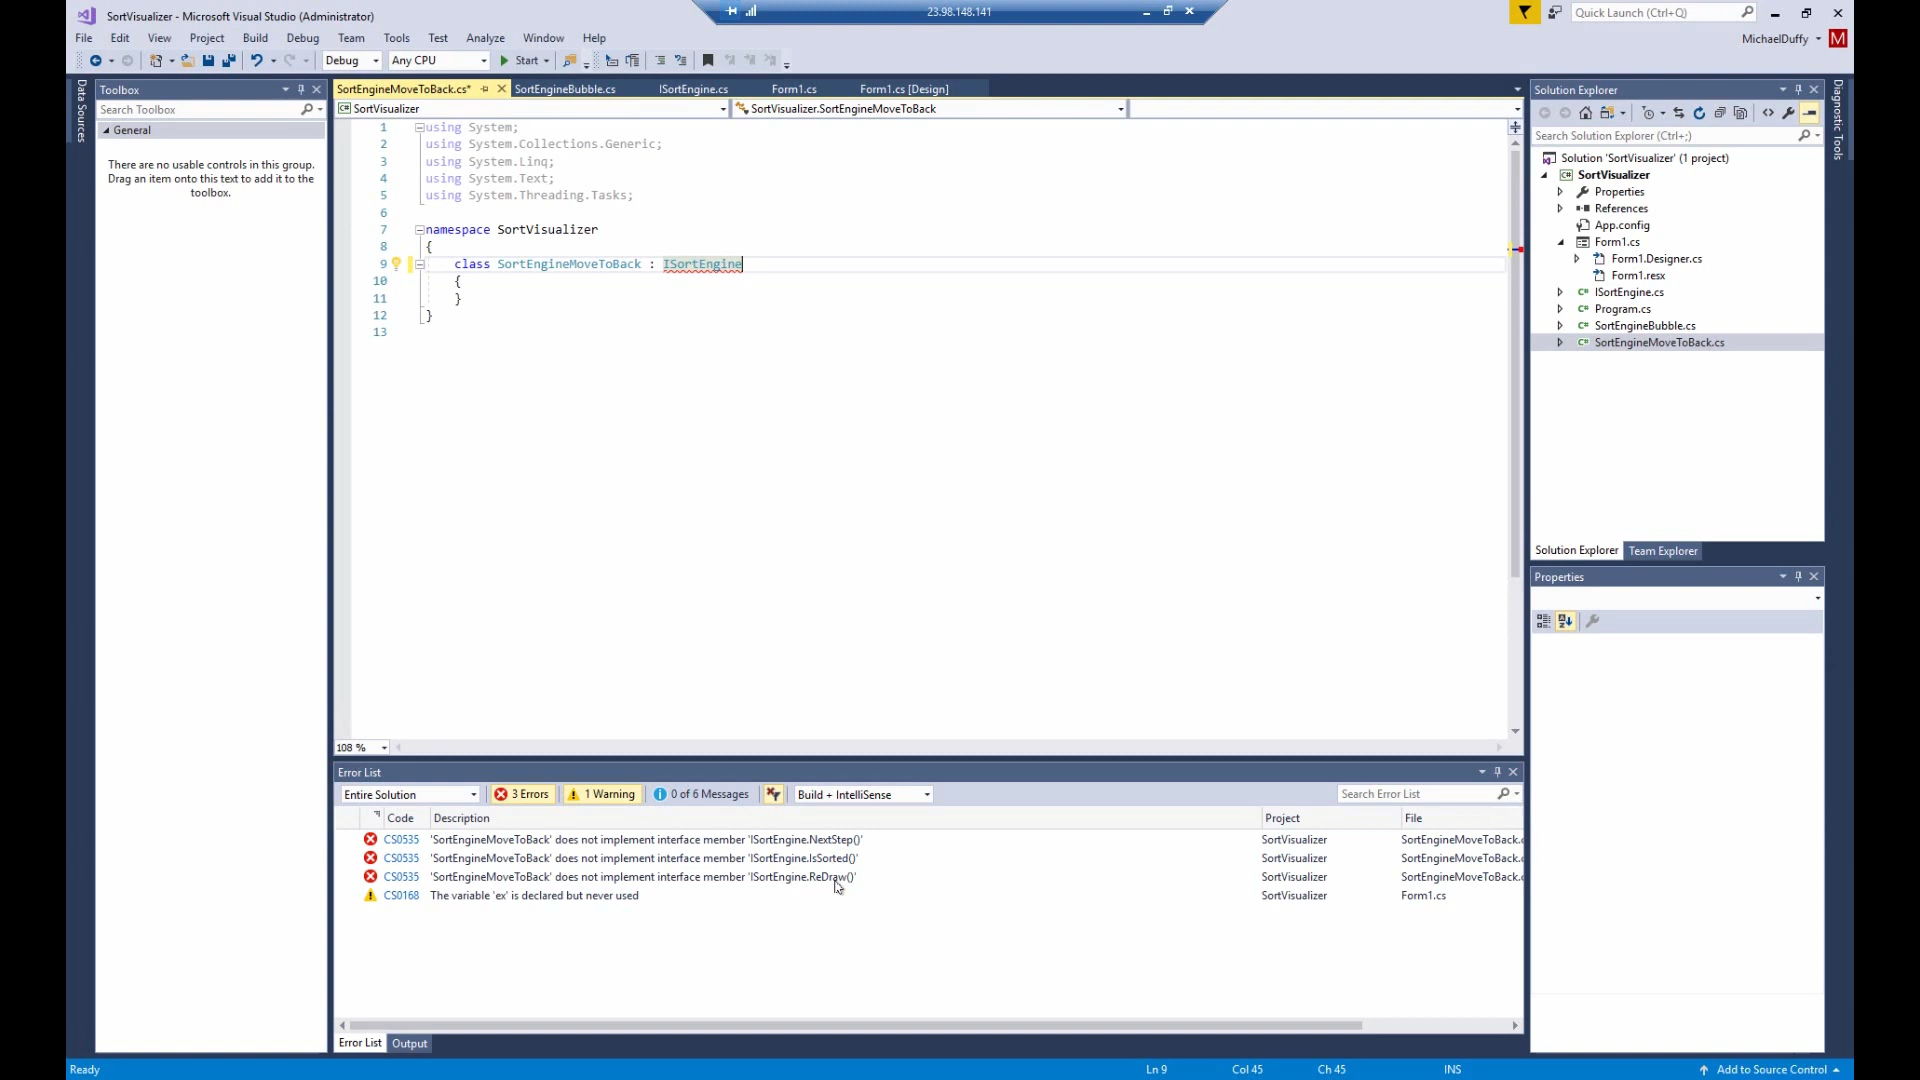 SortVisualizer - Microsoft Visual Studio (Administrator)
23.98.148.141
Quick Launch (Ctrl+Q)
File Edit View Project Build Debug Team Tools Test Analyze Window Help
MichaelDuffy M
Debug Any CPU Start
Data Sources
Toolbox
Search Toolbox
General
There are no usable controls in this group. Drag an item onto this text to add it to the toolbox.
SortEngineMoveToBack.cs* SortEngineBubble.cs ISortEngine.cs Form1.cs Form1.cs [Design]
SortVisualizer SortVisualizer.SortEngineMoveToBack
1 using System;
2 using System.Collections.Generic;
3 using System.Linq;
4 using System.Text;
5 using System.Threading.Tasks;
6
7 namespace SortVisualizer
8 {
9 class SortEngineMoveToBack : ISortEngine
10 {
11 }
12 }
13
108 %
Solution Explorer
Search Solution Explorer (Ctrl+;)
Solution 'SortVisualizer' (1 project)
SortVisualizer
Properties
References
App.config
Form1.cs
Form1.Designer.cs
Form1.resx
ISortEngine.cs
Program.cs
SortEngineBubble.cs
SortEngineMoveToBack.cs
Solution Explorer Team Explorer
Properties
Diagnostic Tools
Error List
Entire Solution 3 Errors 1 Warning 0 of 6 Messages Build + IntelliSense Search Error List
Code Description Project File
CS0535 'SortEngineMoveToBack' does not implement interface member 'ISortEngine.NextStep()' SortVisualizer SortEngineMoveToBack.c
CS0535 'SortEngineMoveToBack' does not implement interface member 'ISortEngine.IsSorted()' SortVisualizer SortEngineMoveToBack.c
CS0535 'SortEngineMoveToBack' does not implement interface member 'ISortEngine.ReDraw()' SortVisualizer SortEngineMoveToBack.c
CS0168 The variable 'ex' is declared but never used SortVisualizer Form1.cs
Error List Output
Ready Ln 9 Col 45 Ch 45 INS Add to Source Control